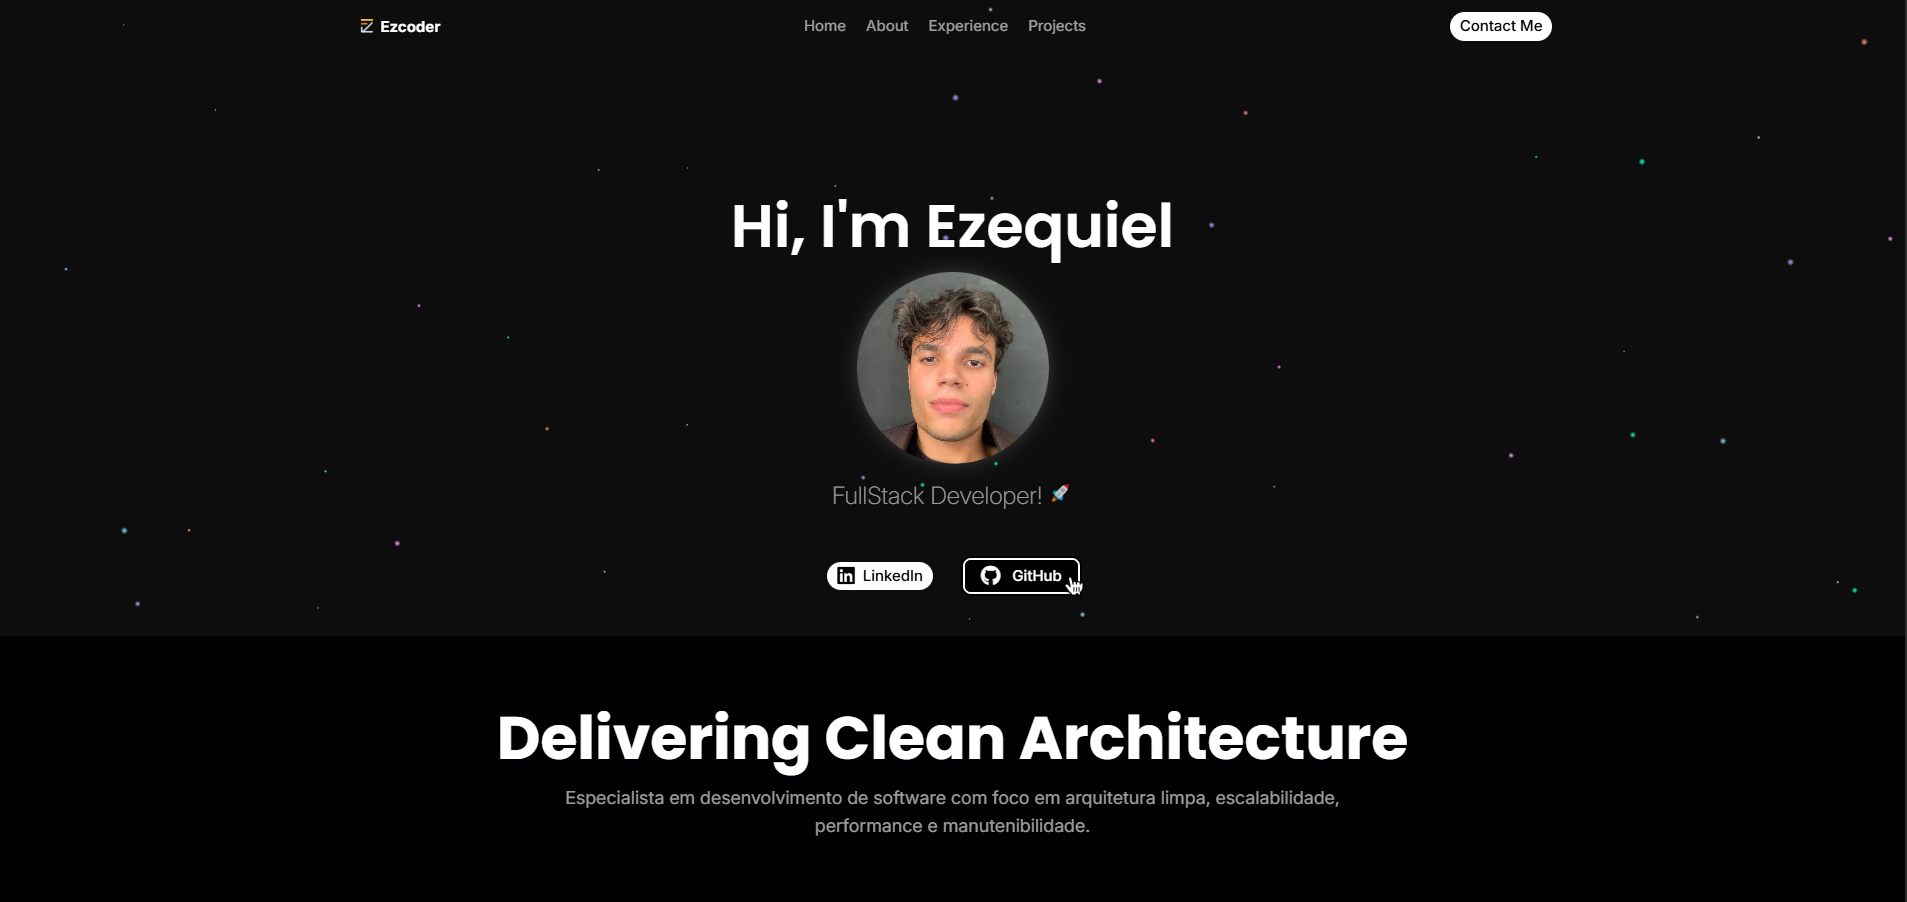 Ezcoder
Home About Experience Projects
Contact Me
Hi, I'm Ezequiel
FullStack Developer! 🚀
LinkedIn
GitHub
Delivering Clean Architecture
Especialista em desenvolvimento de software com foco em arquitetura limpa, escalabilidade,
performance e manutenibilidade.